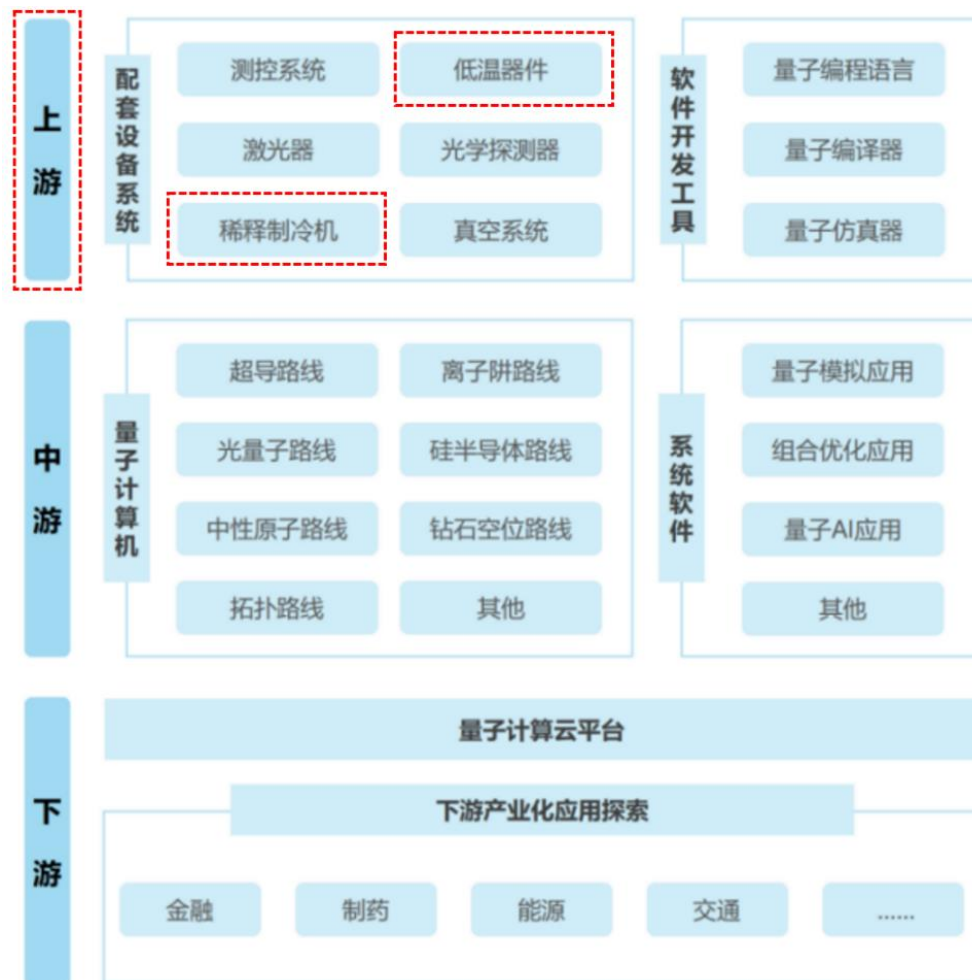 上游
配套设备系统
测控系统
低温器件
激光器
光学探测器
稀释制冷机
真空系统
软件开发工具
量子编程语言
量子编译器
量子仿真器
中游
量子计算机
超导路线
离子阱路线
光量子路线
硅半导体路线
中性原子路线
钻石空位路线
拓扑路线
其他
系统软件
量子模拟应用
组合优化应用
量子AI应用
其他
下游
量子计算云平台
下游产业化应用探索
金融
制药
能源
交通
......